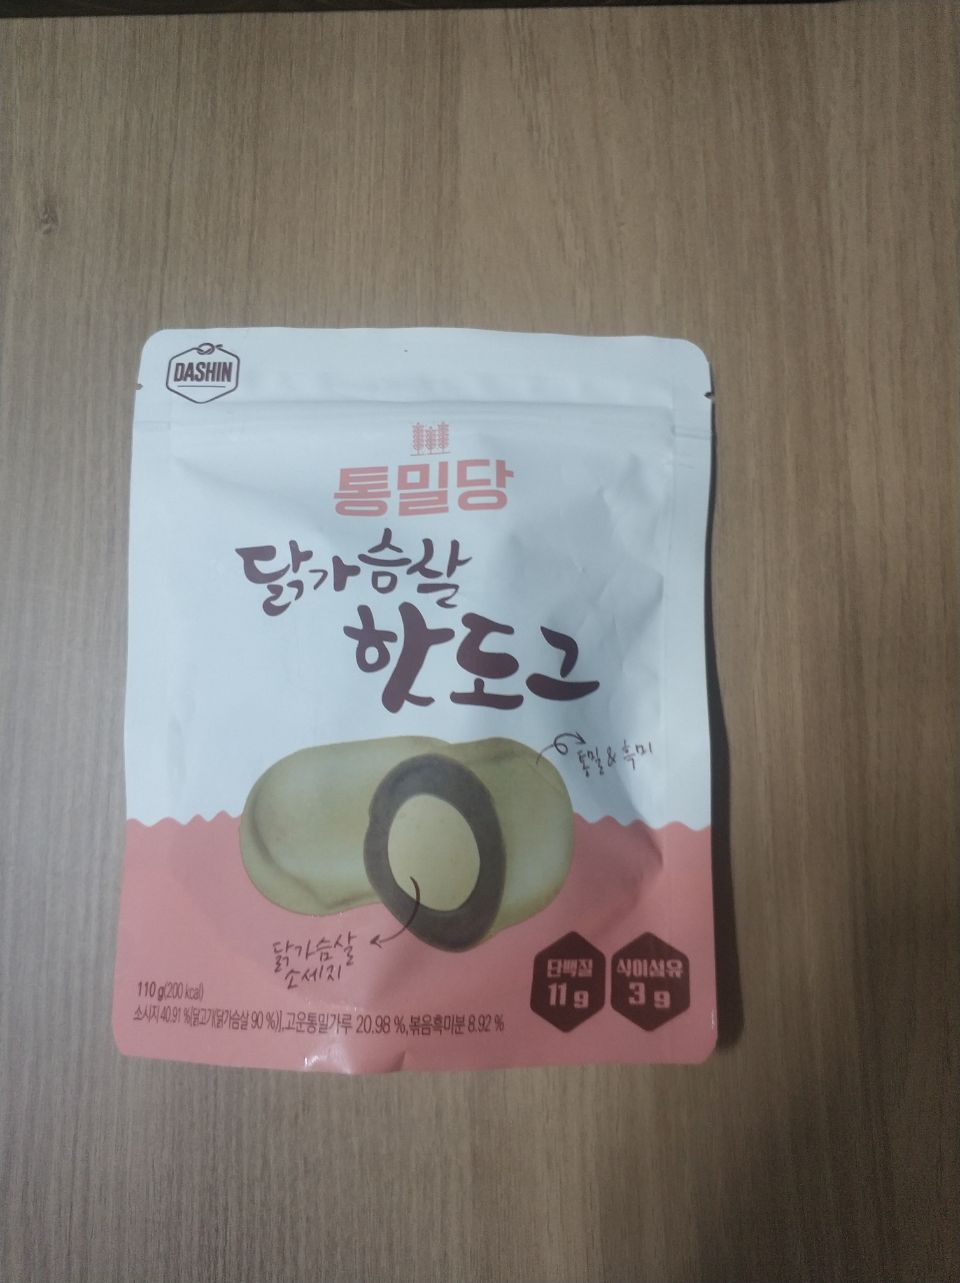 DASHIN
통밀당
닭가슴살
핫도그
통밀&흑미
닭가슴살
소세지
단백질
11 g
식이섬유
3 g
110 g(200 kcal)
소시지 40.91 %[닭고기(닭가슴살 90 %)], 고운통밀가루 20.98 %, 볶음흑미분 8.92 %